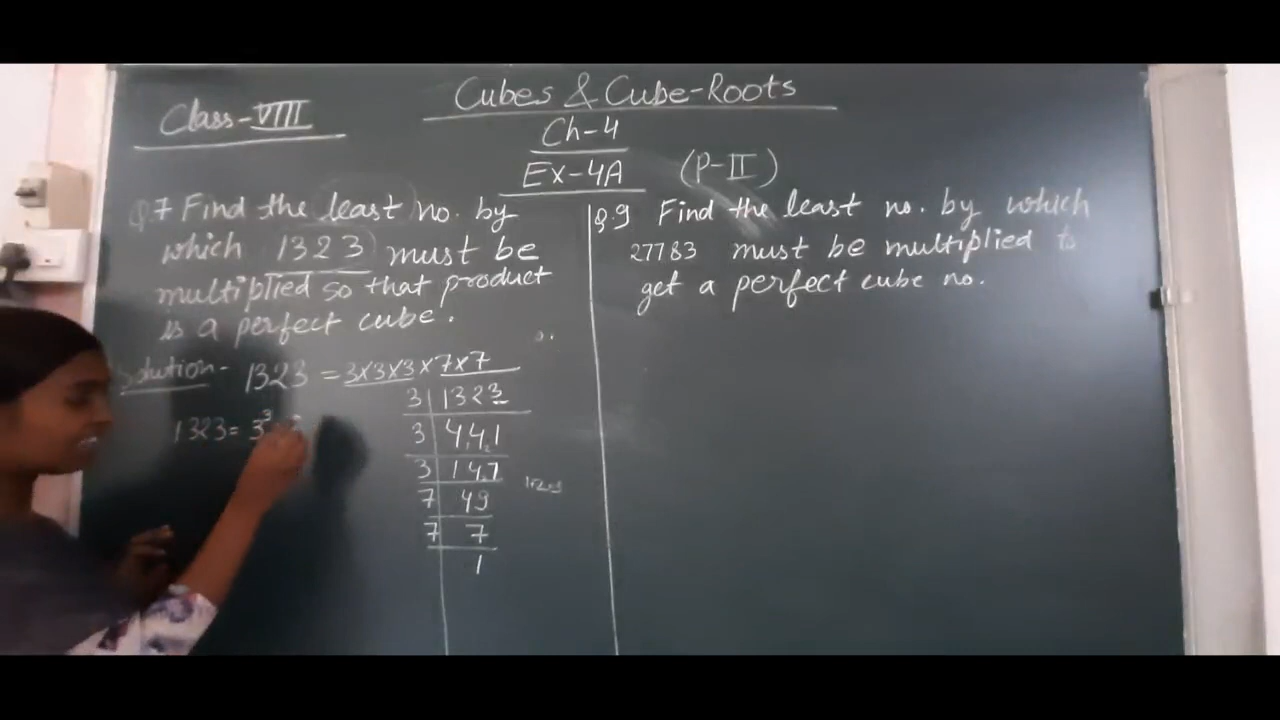 Cubes & Cube-Roots
Class-VIII
Ch-4
Ex-4A (P-II)
Q.7 Find the least no. by
which 1323 must be
multiplied so that product
is a perfect cube.
Solution- 1323 = 3×3×3×7×7
3 | 1323
1323 = 3³
3 | 441
3 | 147
7 | 49
7 | 7
1
Q.9 Find the least no. by which
27783 must be multiplied to
get a perfect cube no.